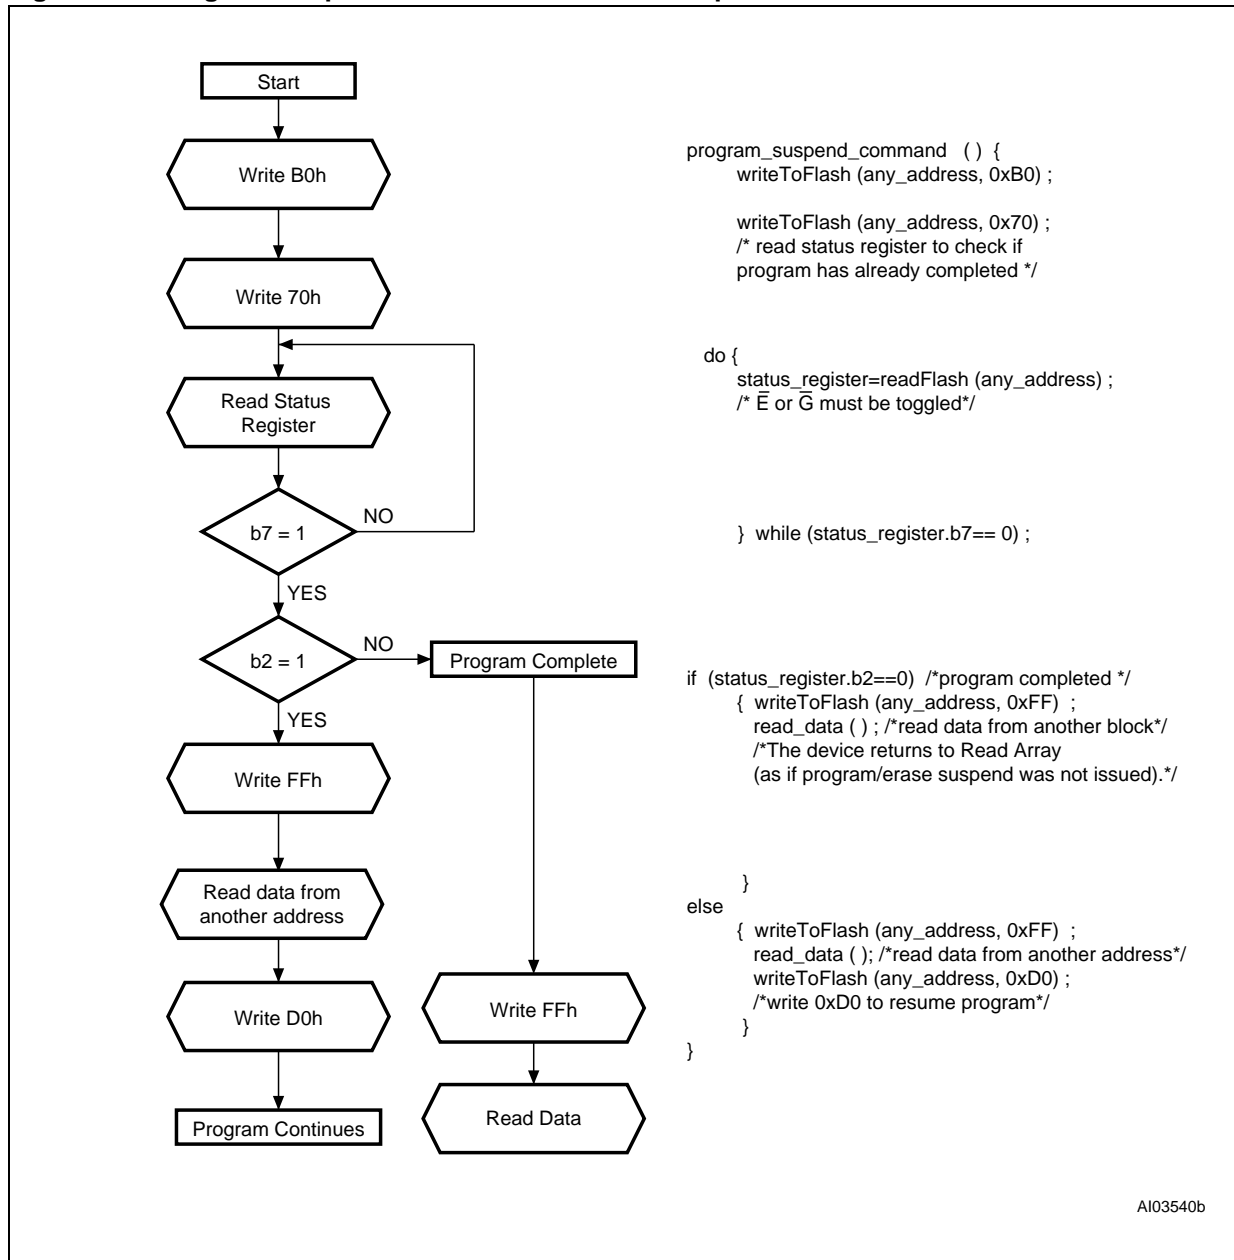 Start
Write B0h
Write 70h
Read Status
Register
b7 = 1
NO
YES
b2 = 1
NO
Program Complete
YES
Write FFh
Read data from
another address
Write D0h
Program Continues
Write FFh
Read Data
program_suspend_command ( ) {
writeToFlash (any_address, 0xB0) ;
writeToFlash (any_address, 0x70) ;
/* read status register to check if
program has already completed */
do {
status_register=readFlash (any_address) ;
/* E̅ or G̅ must be toggled*/
} while (status_register.b7== 0) ;
if (status_register.b2==0) /*program completed */
{ writeToFlash (any_address, 0xFF) ;
read_data ( ) ; /*read data from another block*/
/*The device returns to Read Array
(as if program/erase suspend was not issued).*/
}
else
{ writeToFlash (any_address, 0xFF) ;
read_data ( ); /*read data from another address*/
writeToFlash (any_address, 0xD0) ;
/*write 0xD0 to resume program*/
}
}
AI03540b